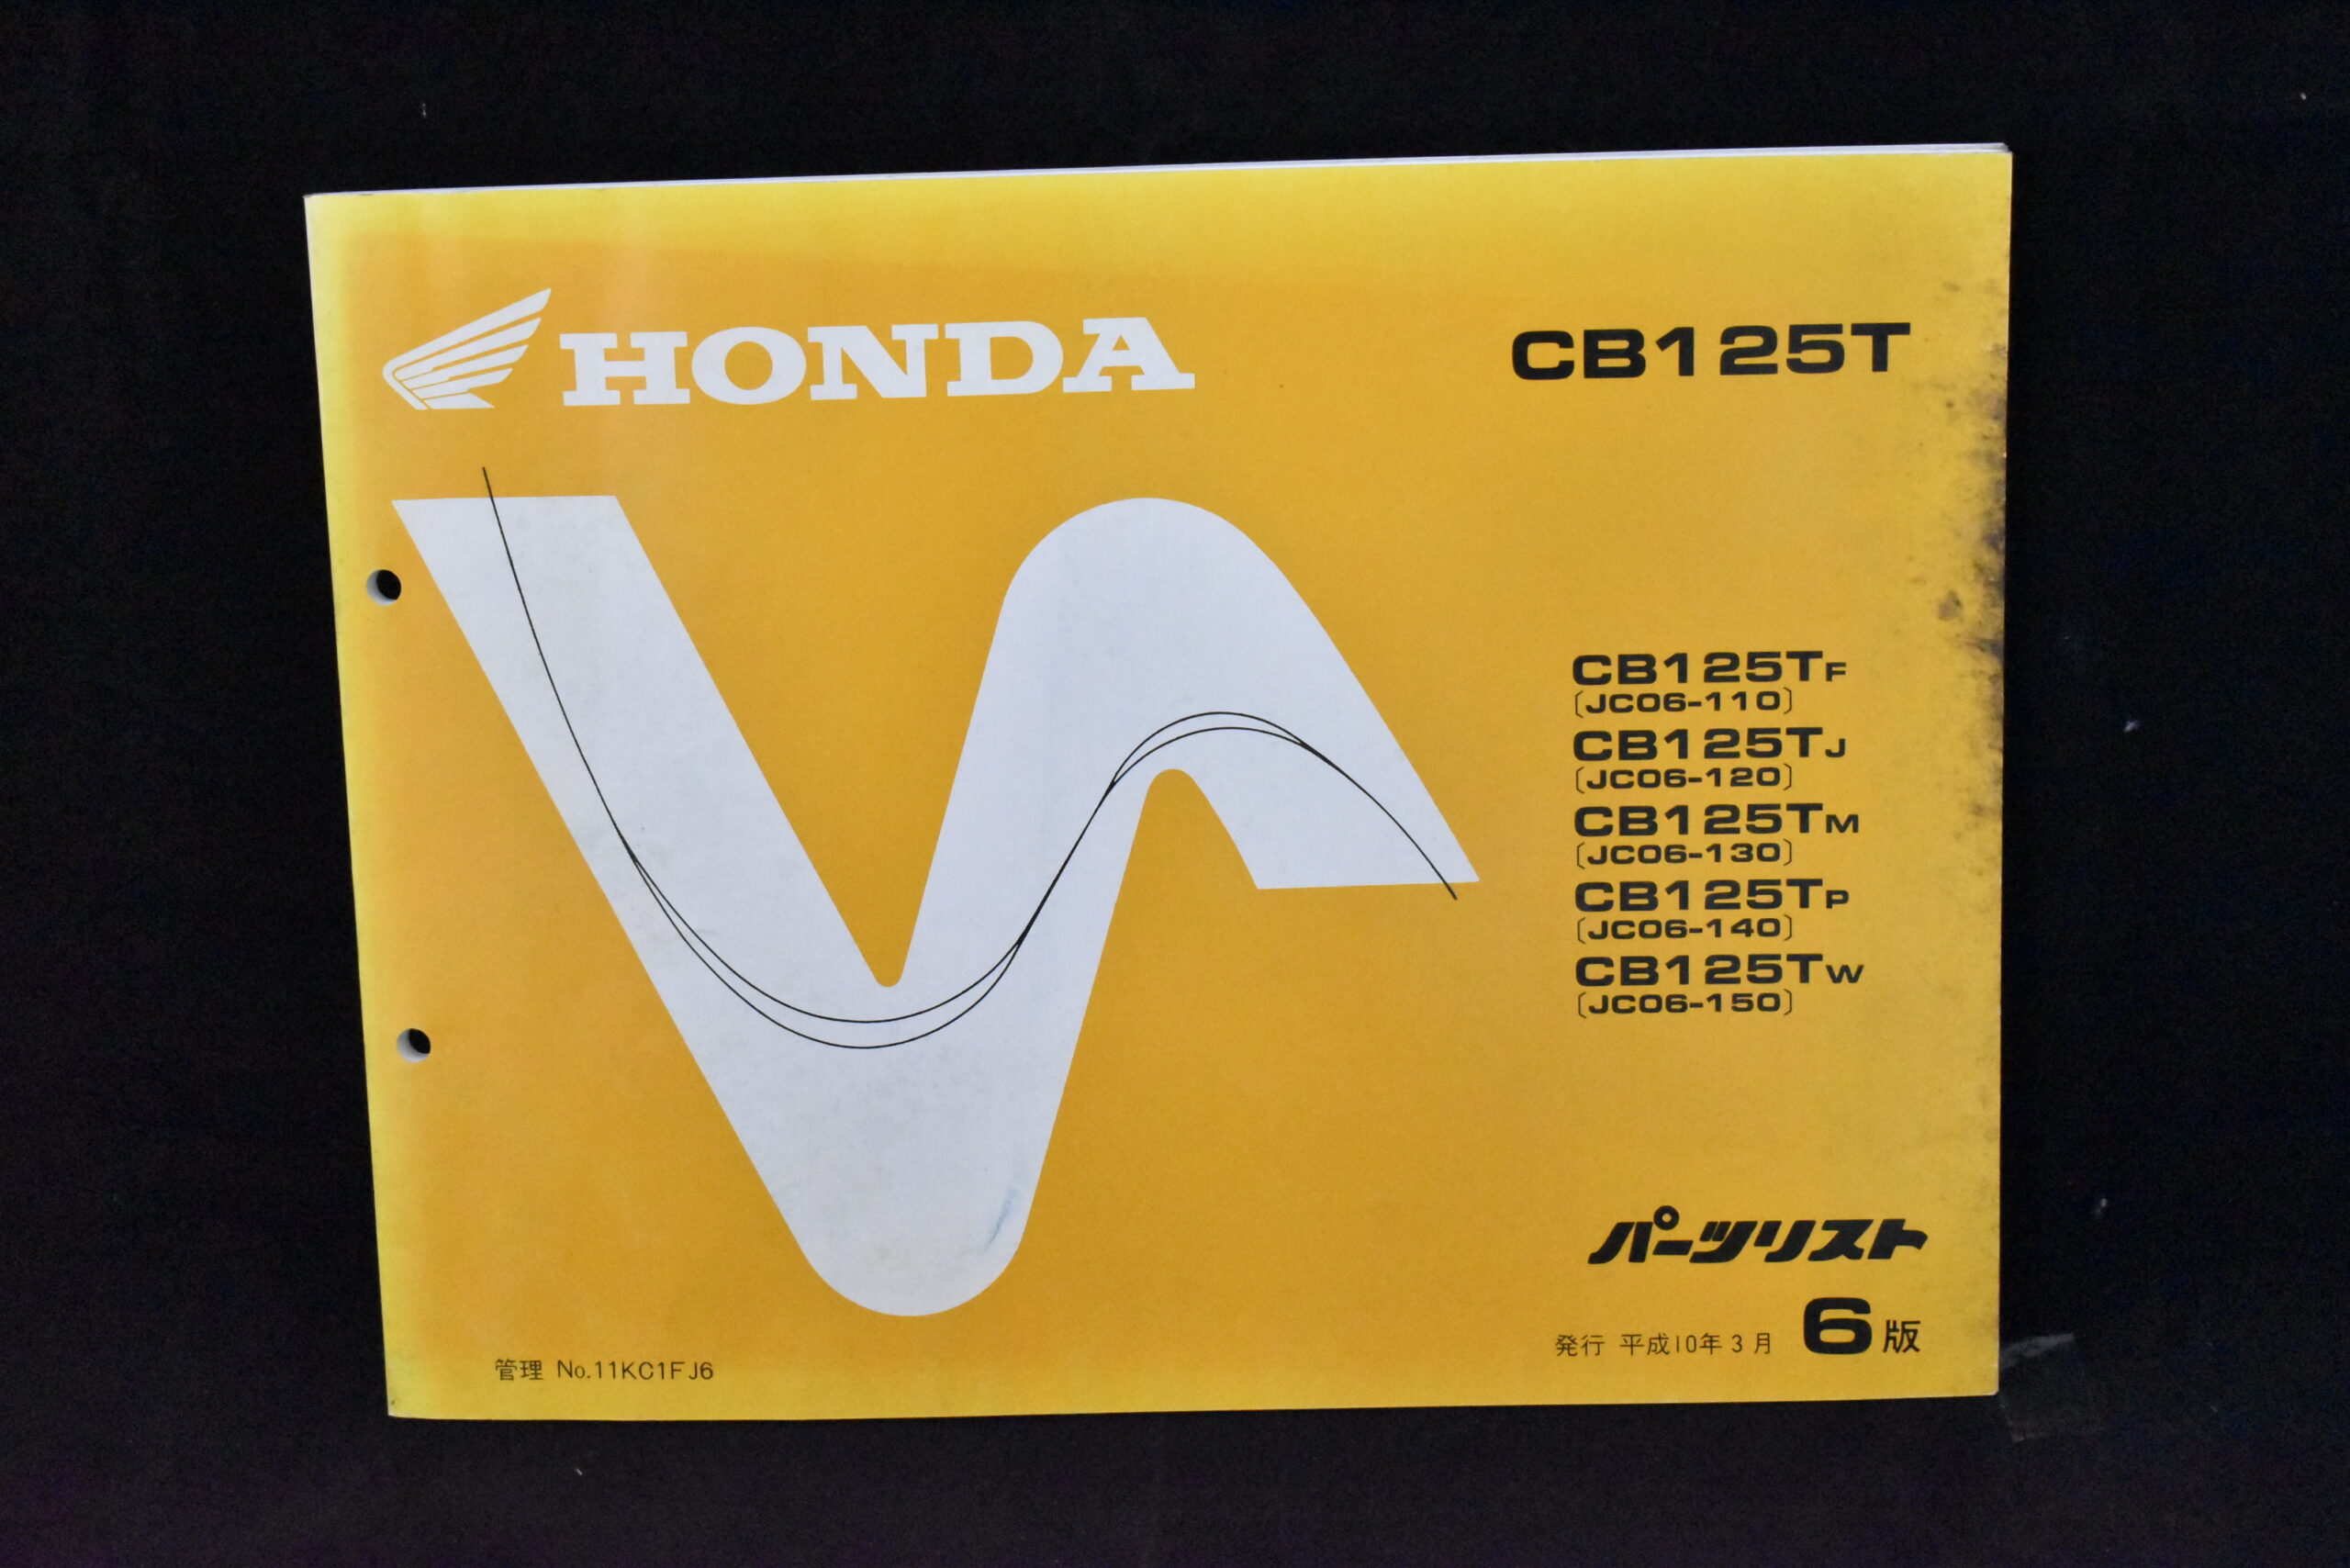 HONDA
CB125T
CB125TF
〔JC06-110〕
CB125TJ
〔JC06-120〕
CB125TM
〔JC06-130〕
CB125TP
〔JC06-140〕
CB125TW
〔JC06-150〕
パーツリスト
発行 平成10年3月 6版
管理 No.11KC1FJ6